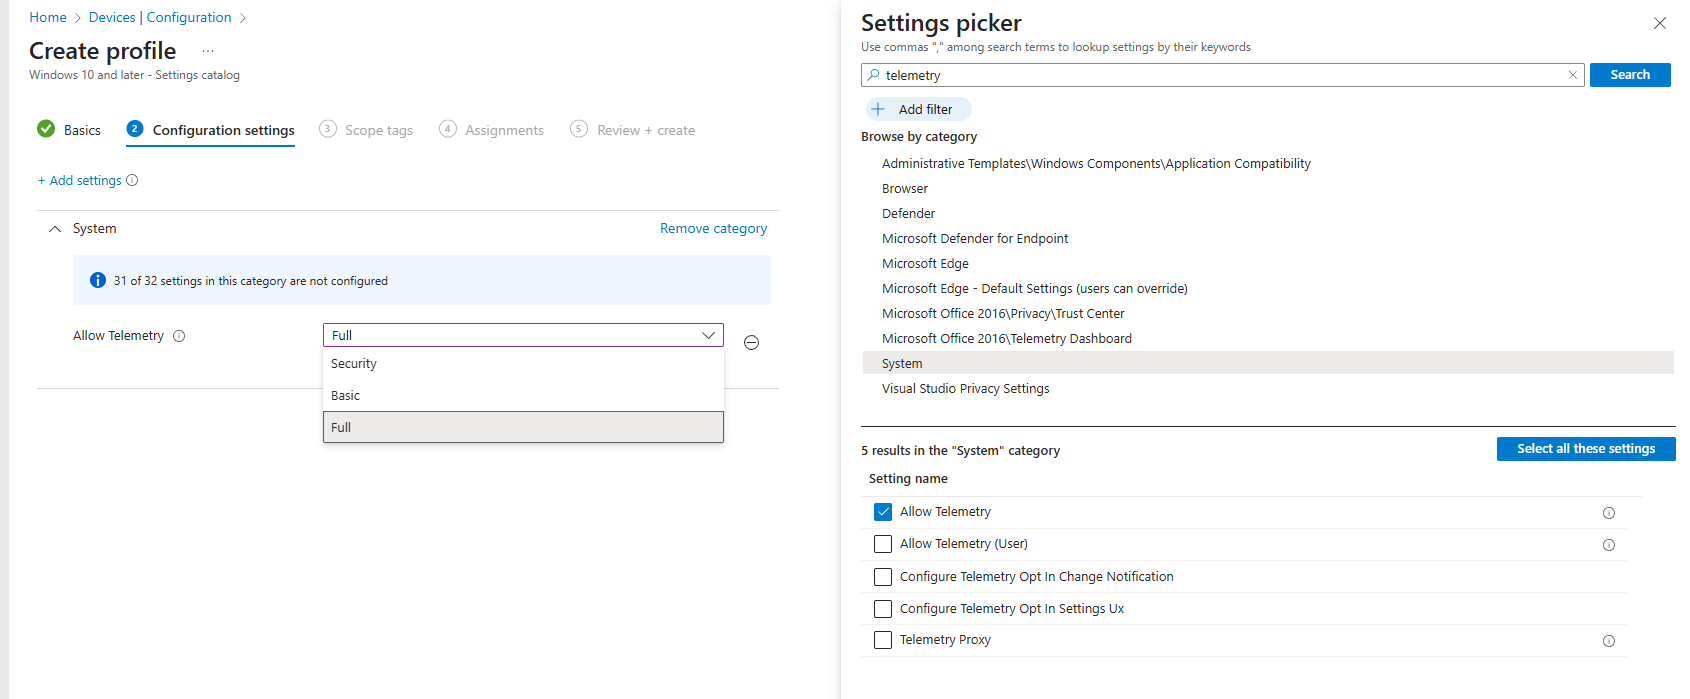 Home > Devices | Configuration >
Create profile ...
Windows 10 and later - Settings catalog
Basics
2 Configuration settings
3 Scope tags
4 Assignments
5 Review + create
+ Add settings
System
Remove category
31 of 32 settings in this category are not configured
Allow Telemetry
Full
Security
Basic
Full
Settings picker
Use commas "," among search terms to lookup settings by their keywords
telemetry
Search
+ Add filter
Browse by category
Administrative Templates\Windows Components\Application Compatibility
Browser
Defender
Microsoft Defender for Endpoint
Microsoft Edge
Microsoft Edge - Default Settings (users can override)
Microsoft Office 2016\Privacy\Trust Center
Microsoft Office 2016\Telemetry Dashboard
System
Visual Studio Privacy Settings
5 results in the "System" category
Select all these settings
Setting name
Allow Telemetry
Allow Telemetry (User)
Configure Telemetry Opt In Change Notification
Configure Telemetry Opt In Settings Ux
Telemetry Proxy